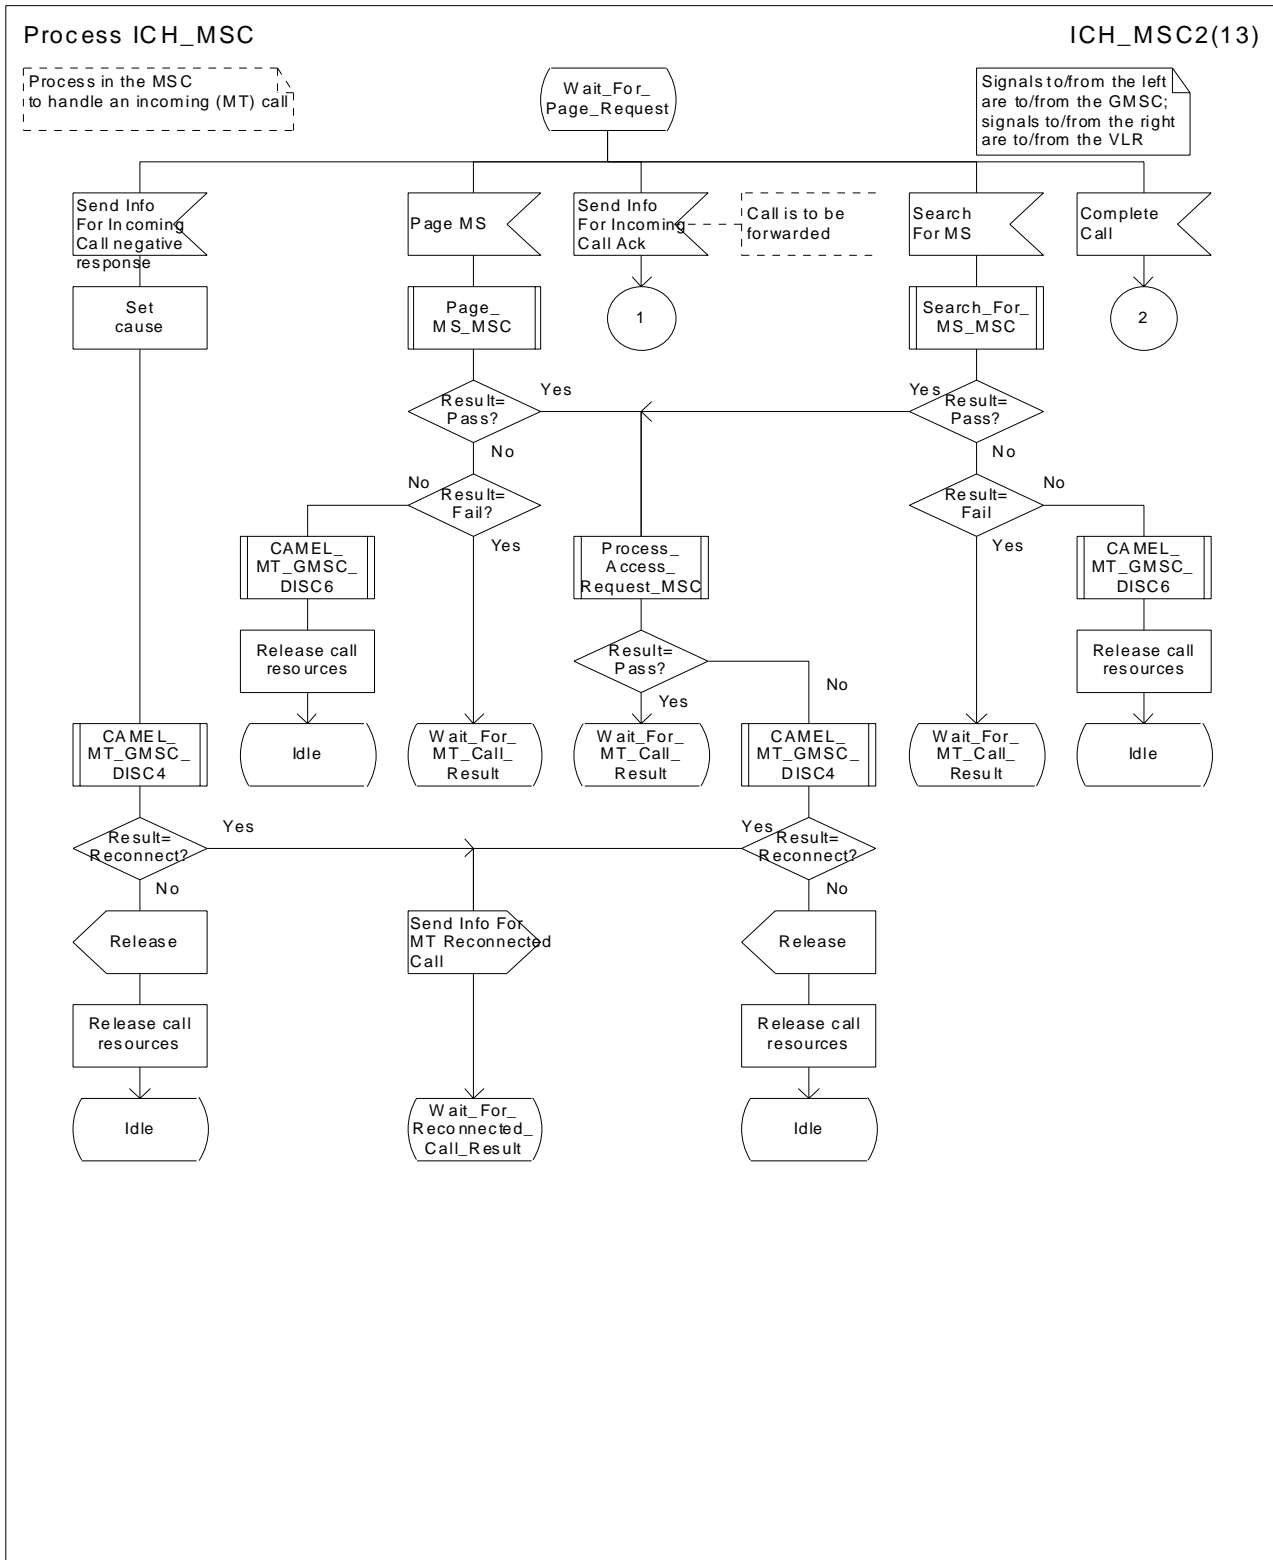 Process ICH_MSC
ICH_MSC2(13)
Process in the MSC
to handle an incoming (MT) call
Wait_For_
Page_Request
Signals to/from the left
are to/from the GMSC;
signals to/from the right
are to/from the VLR
Send Info
For Incoming
Call negative
response
Page MS
Send Info
For Incoming
Call Ack
Call is to be
forwarded
Search
For MS
Complete
Call
Set
cause
Page_
MS_MSC
1
Search_For_
MS_MSC
2
Result=
Pass?
Yes
No
Yes
Result=
Pass?
No
No
Result=
Fail?
Yes
Result=
Fail
No
Yes
CAMEL_
MT_GMSC_
DISC6
Process_
Access_
Request_MSC
CAMEL_
MT_GMSC_
DISC6
Release call
resources
Result=
Pass?
No
Yes
Release call
resources
CAMEL_
MT_GMSC_
DISC4
Idle
Wait_For_
MT_Call_
Result
Wait_For_
MT_Call_
Result
CAMEL_
MT_GMSC_
DISC4
Wait_For_
MT_Call_
Result
Idle
Result=
Reconnect?
Yes
No
Yes
Result=
Reconnect?
No
Release
Send Info For
MT Reconnected
Call
Release
Release call
resources
Release call
resources
Idle
Wait_For_
Reconnected_
Call_Result
Idle